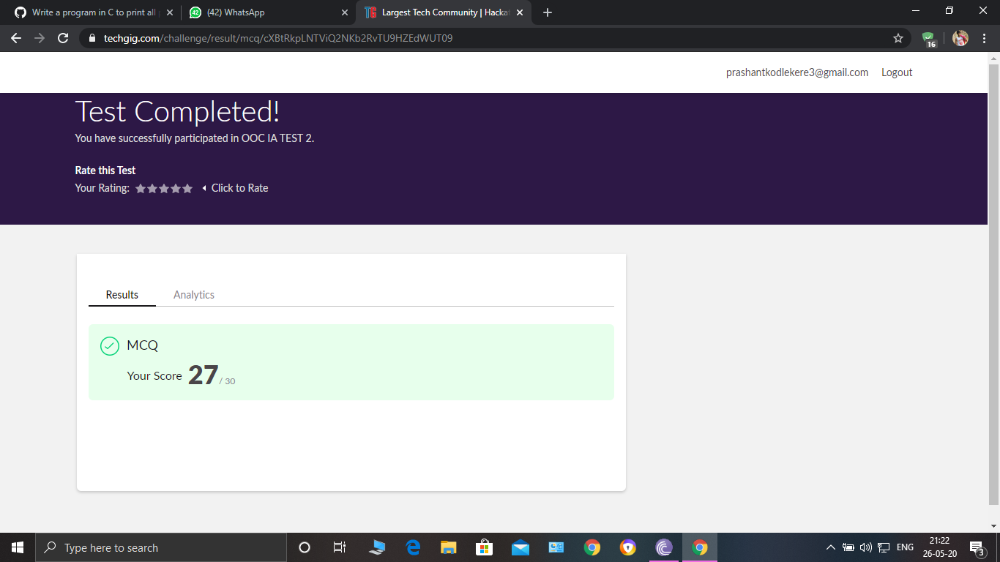 Write a program in C to print all
(42) WhatsApp
Largest Tech Community | Hacka
techgig.com/challenge/result/mcq/cXBtRkpLNTViQ2NKb2RvTU9HZEdWUT09
16
prashantkodlekere3@gmail.com Logout
Test Completed!
You have successfully participated in OOC IA TEST 2.
Rate this Test
Your Rating: Click to Rate
Results Analytics
MCQ
Your Score 27 / 30
Type here to search
ENG
21:22
26-05-20
3